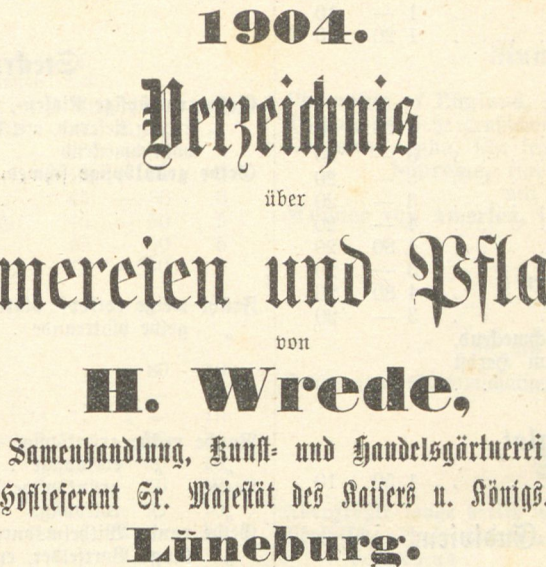 1904.
Verzeichnis
über
mereien und Pfla
von
H. Wrede,
Samenhandlung, Kunst- und Handelsgärtnerei
Hoflieferant Sr. Majestät des Kaisers u. Königs.
Lüneburg.